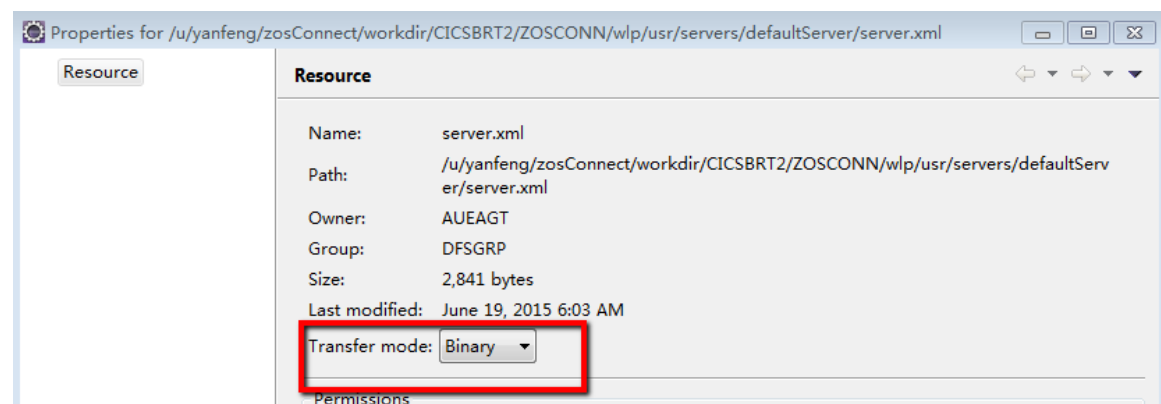 Properties for /u/yanfeng/zosConnect/workdir/CICSBRT2/ZOSCONN/wlp/usr/servers/defaultServer/server.xml
Resource
Resource
Name: server.xml
Path: /u/yanfeng/zosConnect/workdir/CICSBRT2/ZOSCONN/wlp/usr/servers/defaultServ
er/server.xml
Owner: AUEAGT
Group: DFSGRP
Size: 2,841 bytes
Last modified: June 19, 2015 6:03 AM
Transfer mode: Binary
Permissions